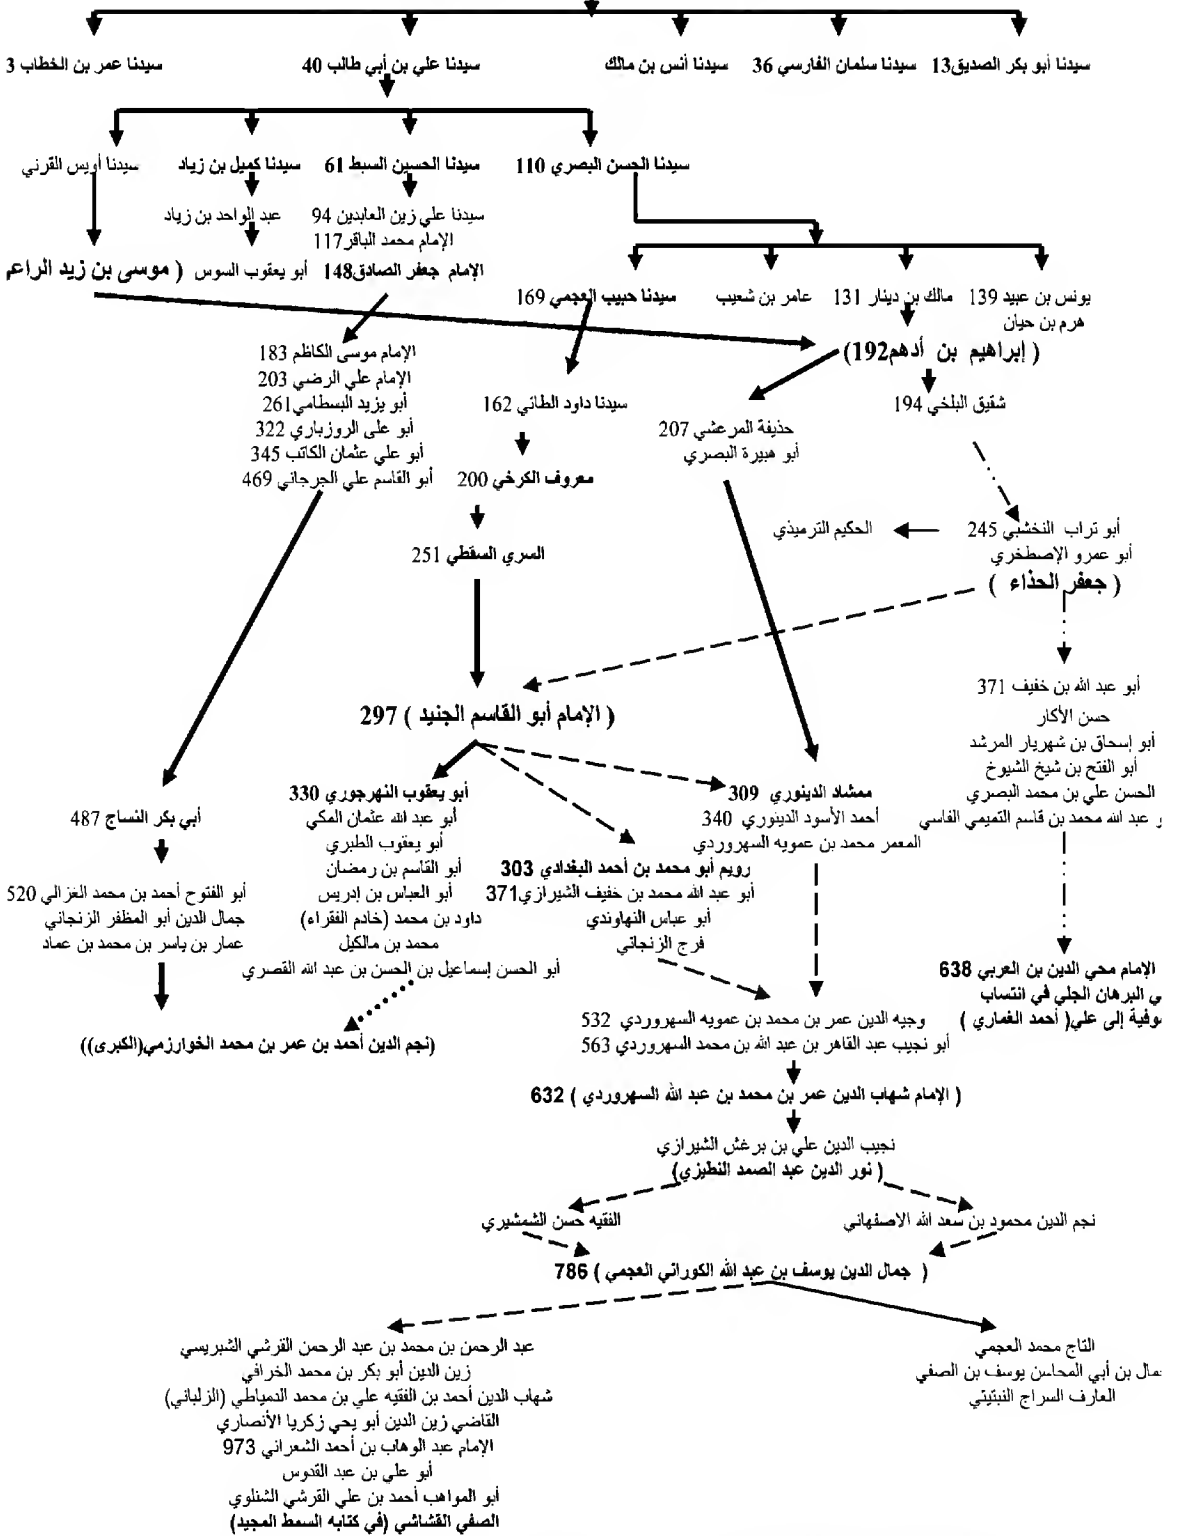 سيدنا أبو بكر الصديق13
سيدنا سلمان الفارسي 36
سيدنا أنس بن مالك
سيدنا علي بن أبي طالب 40
سيدنا عمر بن الخطاب 3
سيدنا الحسن البصري 110
سيدنا الحسين السبط 61
سيدنا كميل بن زياد
سيدنا أويس القرني
سيدنا علي زين العابدين 94
عبد الواحد بن زياد
الإمام محمد الباقر117
الإمام جعفر الصادق148
أبو يعقوب السوس
( موسى بن زيد الراعم
يونس بن عبيد 139
مالك بن دينار 131
عامر بن شعيب
سيدنا حبيب العجمي 169
هرم بن حيان
( إبراهيم بن أدهم192)
الإمام موسى الكاظم 183
الإمام علي الرضي 203
أبو يزيد البسطامي261
أبو على الروزباري 322
أبو علي عثمان الكاتب 345
أبو القاسم علي الجرجاني 469
شقيق البلخي 194
سيدنا داود الطائي 162
حذيفة المرعشي 207
أبو هبيرة البصري
معروف الكرخي 200
أبو تراب النخشبي 245
الحكيم الترميذي
أبو عمرو الإصطخري
( جعفر الحذاء )
السري السقطي 251
أبو عبد الله بن خفيف 371
حسن الأكار
أبو إسحاق بن شهريار المرشد
أبو الفتح بن شيخ الشيوخ
الحسن علي بن محمد البصري
ر عبد الله محمد بن قاسم التميمي الفاسي
( الإمام أبو القاسم الجنيد ) 297
ممشاد الدينوري 309
أحمد الأسود الدينوري 340
المعمر محمد بن عمويه السهروردي
أبو يعقوب النهرجوري 330
أبو عبد الله عثمان المكي
أبو يعقوب الطبري
أبو القاسم بن رمضان
أبو العباس بن إدريس
داود بن محمد (خادم الفقراء)
محمد بن مالكيل
أبو الحسن إسماعيل بن الحسن بن عبد الله القصري
رويم أبو محمد بن أحمد البغدادي 303
أبو عبد الله محمد بن خفيف الشيرازي371
أبو عباس النهاوندي
فرج الزنجاني
أبي بكر النساج 487
أبو الفتوح أحمد بن محمد الغزالي 520
جمال الدين أبو المظفر الزنجاني
عمار بن ياسر بن محمد بن عماد
الإمام محي الدين بن العربي 638
ي البرهان الجلي في انتساب
وفية إلى علي( أحمد الغماري )
(نجم الدين أحمد بن عمر بن محمد الخوارزمي(الكبرى))
وجيه الدين عمر بن محمد بن عمويه السهروردي 532
أبو نجيب عبد القاهر بن عبد الله بن محمد السهروردي 563
( الإمام شهاب الدين عمر بن محمد بن عبد الله السهروردي ) 632
نجيب الدين علي بن برغش الشيرازي
( نور الدين عبد الصمد النطيزي)
نجم الدين محمود بن سعد الله الاصفهاني
الفقيه حسن الشمشيري
( جمال الدين يوسف بن عبد الله الكوراني العجمي ) 786
التاج محمد العجمي
مال بن أبي المحاسن يوسف بن الصفي
العارف السراج النبتيتي
عبد الرحمن بن محمد بن عبد الرحمن القرشي الشبريسي
زين الدين أبو بكر بن محمد الخرافي
شهاب الدين أحمد بن الفقيه علي بن محمد الدمياطي (الزلباني)
القاضي زين الدين أبو يحي زكريا الأنصاري
الإمام عبد الوهاب بن أحمد الشعراني 973
أبو علي بن عبد القدوس
أبو المواهب أحمد بن علي القرشي الشنلوي
الصفي القشاشي (في كتابه السمط المجيد)